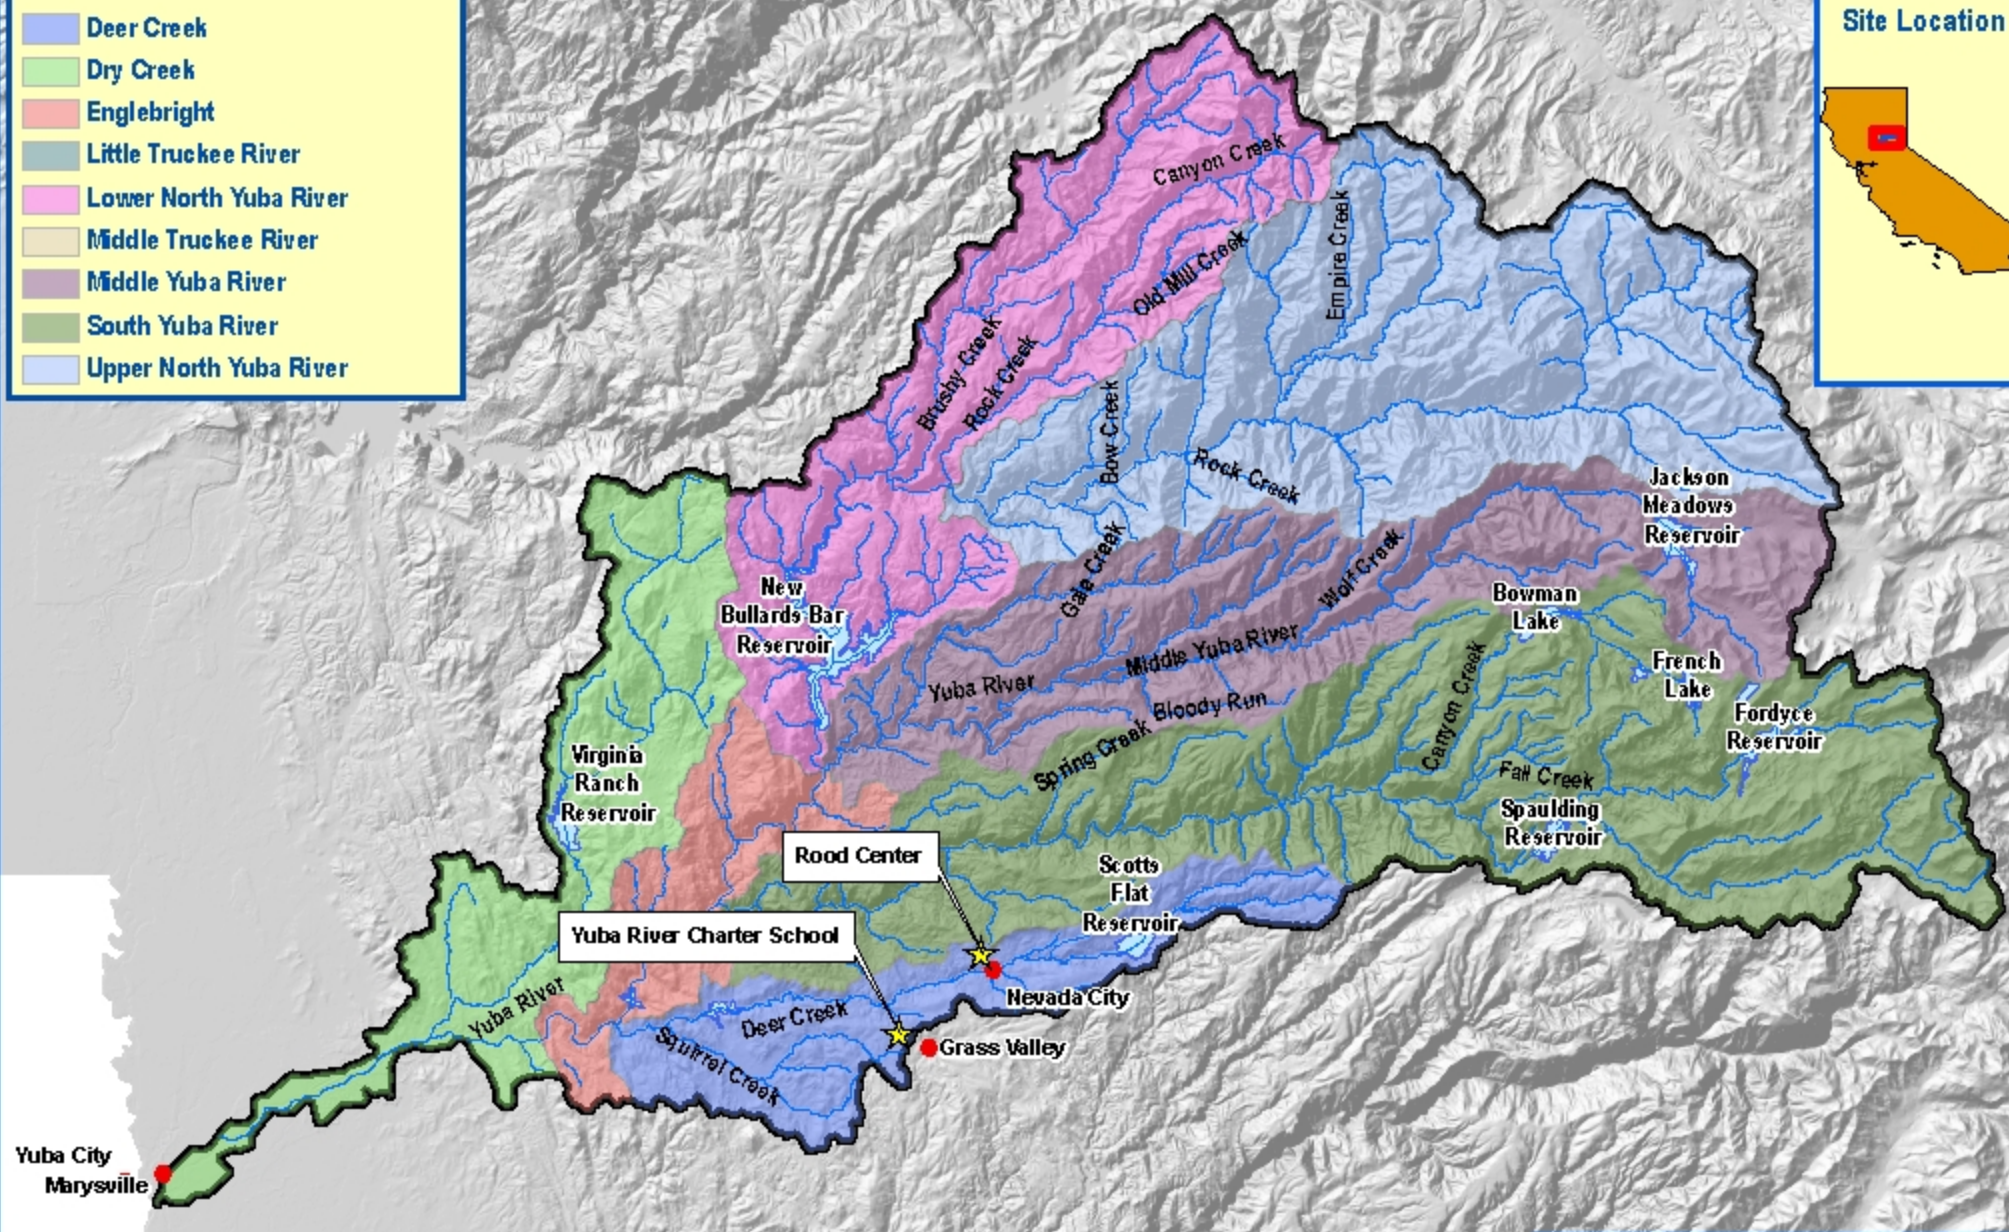 Deer Creek
Dry Creek
Englebright
Little Truckee River
Lower North Yuba River
Middle Truckee River
Middle Yuba River
South Yuba River
Upper North Yuba River
Site Location
Canyon Creek
Old Mill Creek
Empire Creek
Brushy Creek
Rock Creek
Bow Creek
Rock Creek
Jackson
Meadows
Reservoir
Gale Creek
Wolf Creek
New
Bullards Bar
Reservoir
Bowman
Lake
Middle Yuba River
Yuba River
Bloody Run
Spring Creek
Canyon Creek
French
Lake
Fordyce
Reservoir
Fall Creek
Virginia
Ranch
Reservoir
Spaulding
Reservoir
Rood Center
Scotts
Flat
Reservoir
Yuba River Charter School
Nevada City
Yuba River
Deer Creek
Squirrel Creek
Grass Valley
Yuba City
Marysville